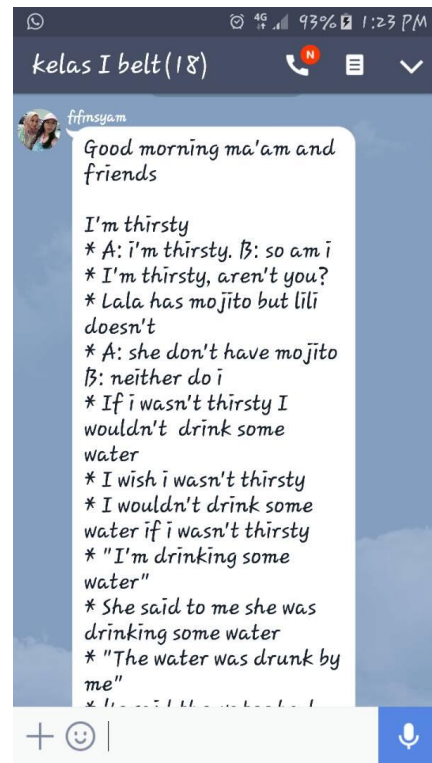 4G 93% 1:23 PM
kelas I belt(18)
N
frfmsyam
Good morning ma'am and
friends
I'm thirsty
* A: i'm thirsty. B: so am i
* I'm thirsty, aren't you?
* Lala has mojito but lili
doesn't
* A: she don't have mojito
B: neither do i
* If i wasn't thirsty I
wouldn't drink some
water
* I wish i wasn't thirsty
* I wouldn't drink some
water if i wasn't thirsty
* "I'm drinking some
water"
* She said to me she was
drinking some water
* "The water was drunk by
me"